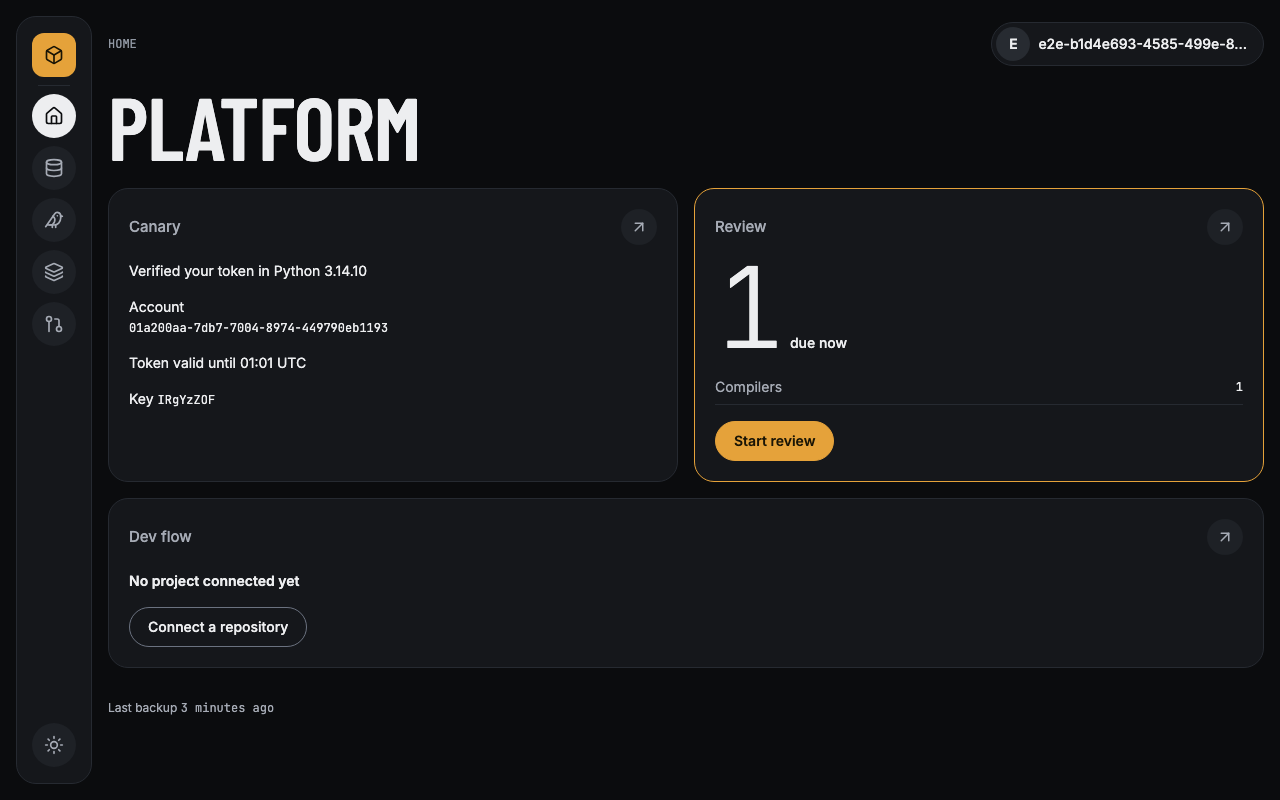 HOME
E e2e-b1d4e693-4585-499e-8...
PLATFORM
Canary
Verified your token in Python 3.14.10
Account
01a200aa-7db7-7004-8974-449790eb1193
Token valid until 01:01 UTC
Key IRgYzZOF
Review
1 due now
Compilers 1
Start review
Dev flow
No project connected yet
Connect a repository
Last backup 3 minutes ago